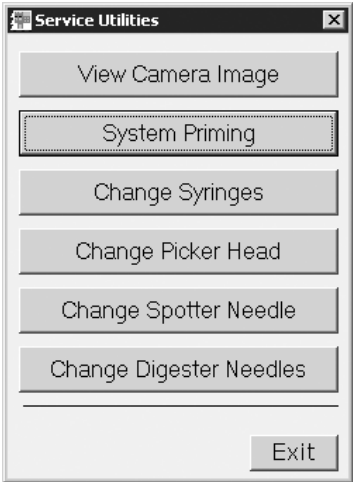 Service Utilities
View Camera Image
System Priming
Change Syringes
Change Picker Head
Change Spotter Needle
Change Digester Needles
Exit